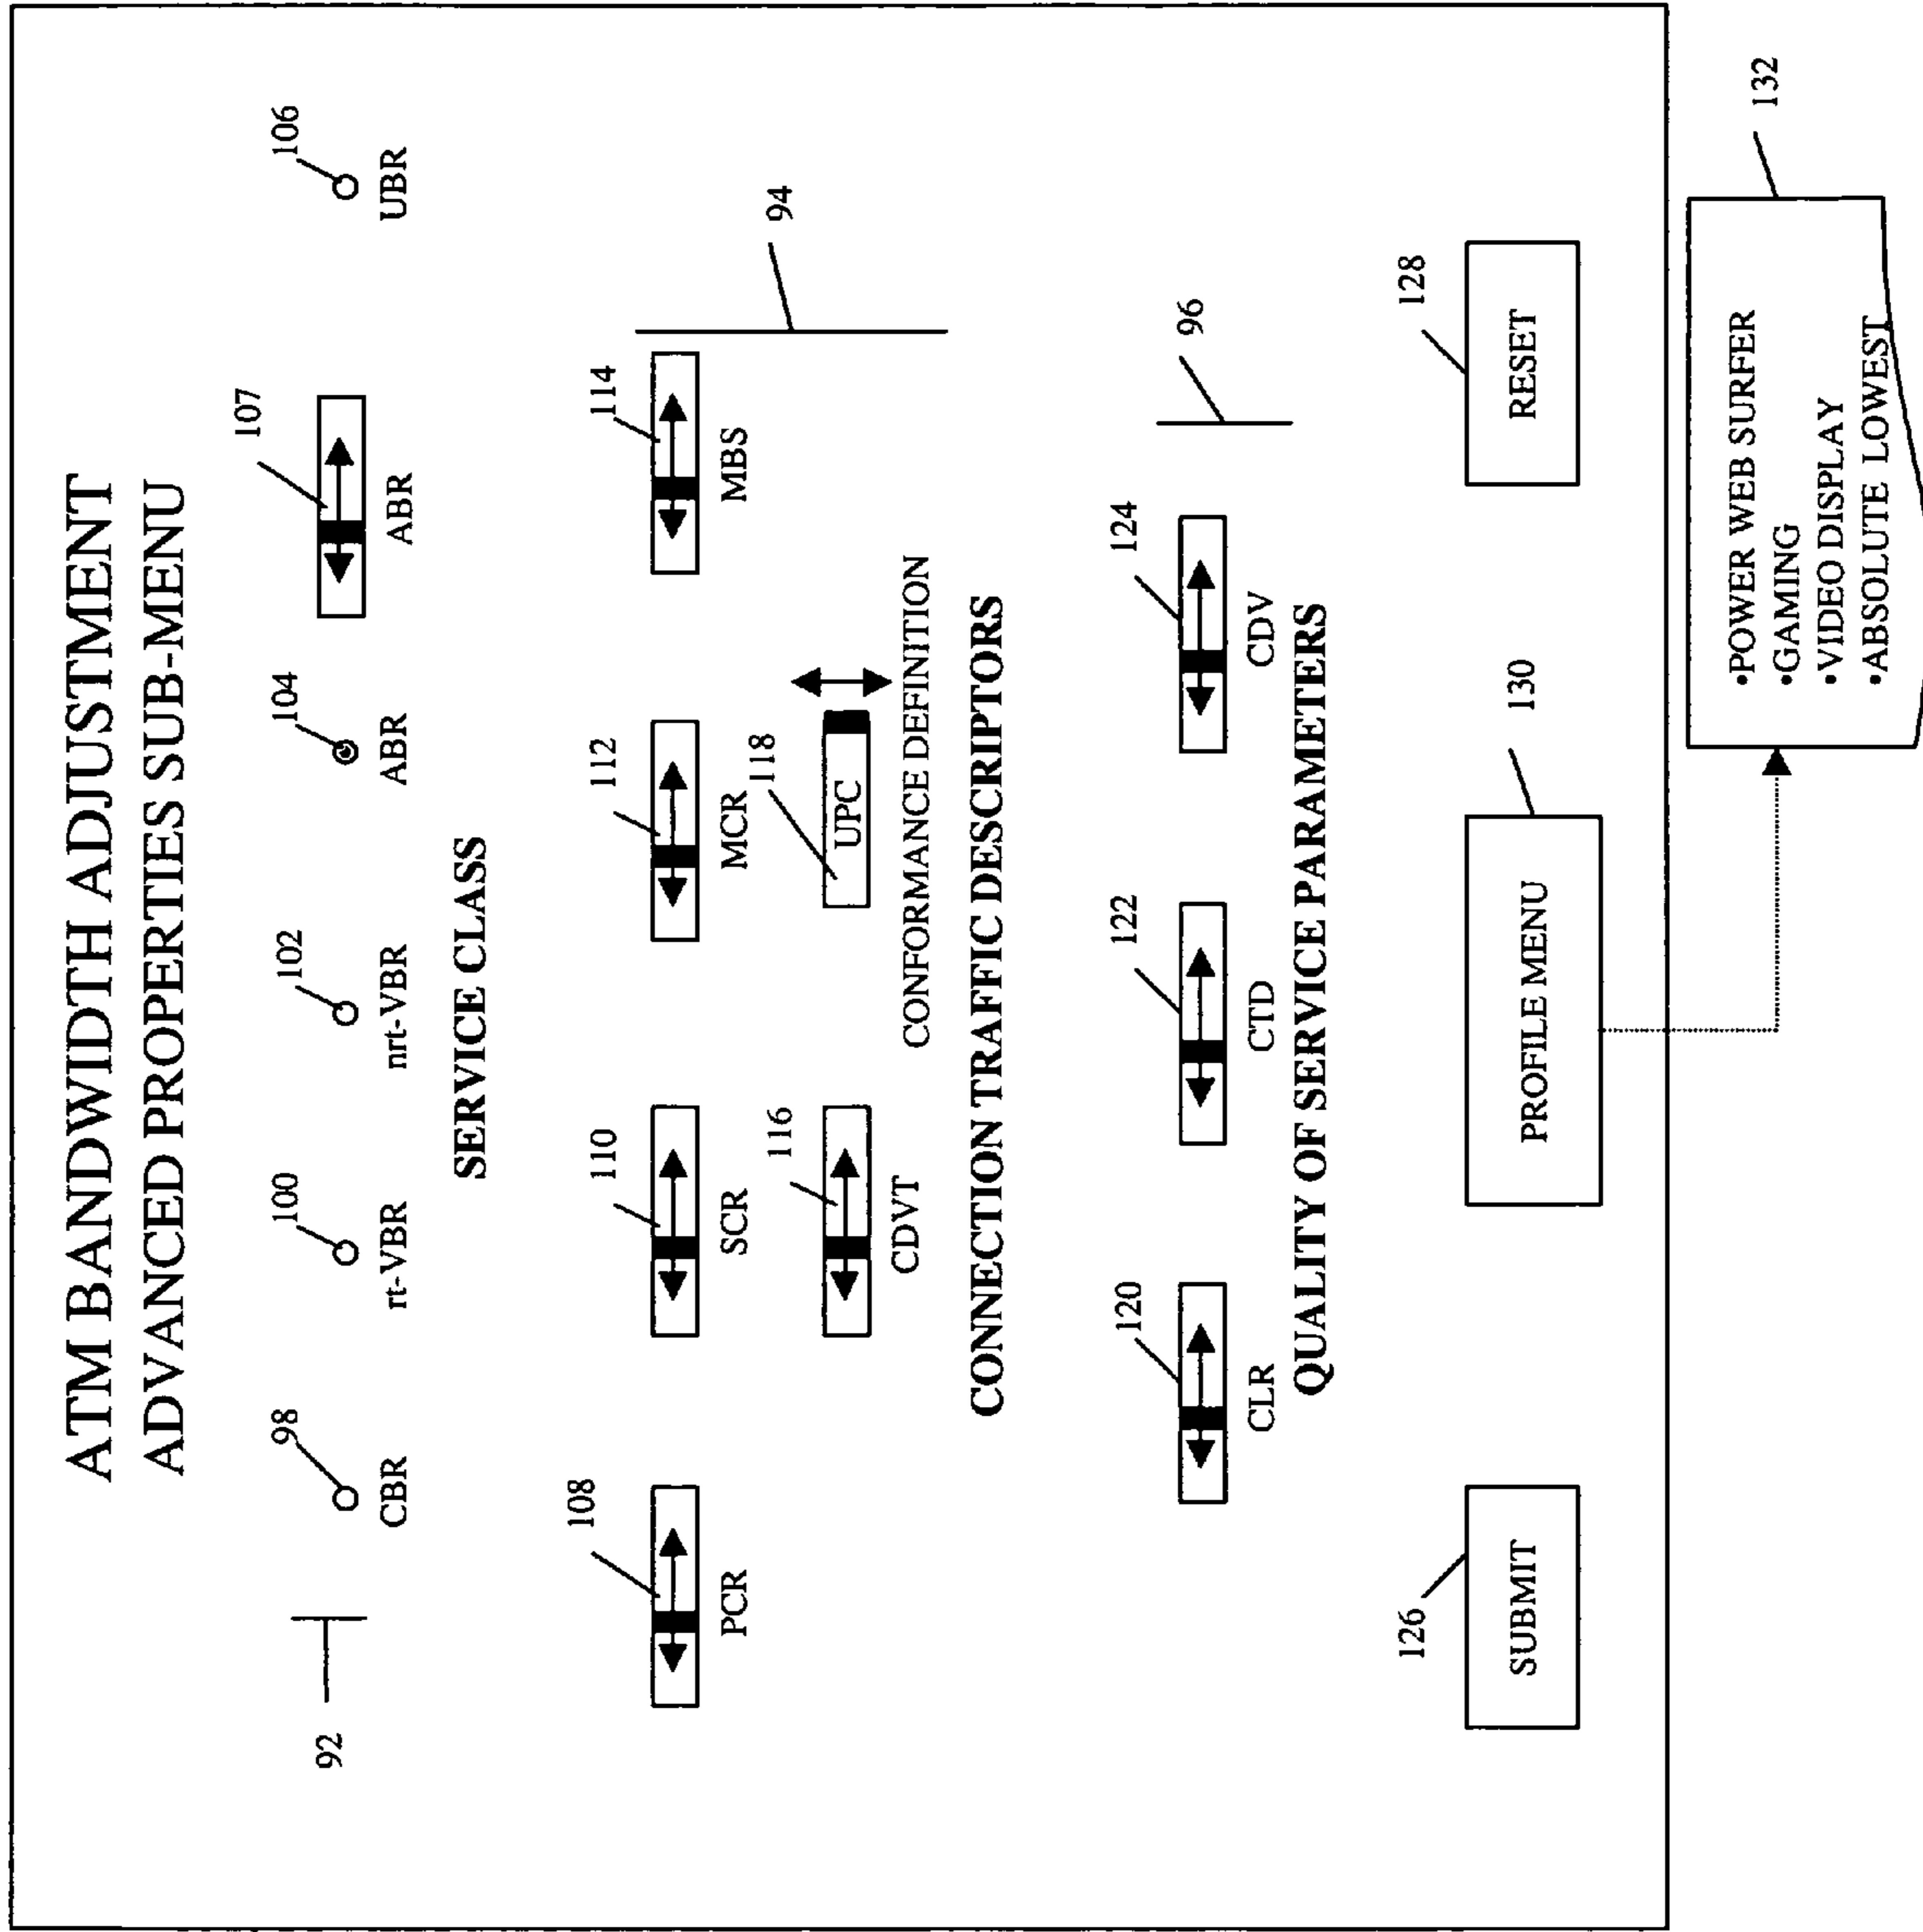 ATM BANDWIDTH ADJUSTMENT
ADVANCED PROPERTIES SUB-MENU
92
98
100
102
104
107
106
CBR
rt-VBR
nrt-VBR
ABR
ABR
UBR
SERVICE CLASS
108
110
112
114
94
PCR
SCR
MCR
MBS
116
118
CDVT
UPC
CONFORMANCE DEFINITION
CONNECTION TRAFFIC DESCRIPTORS
120
122
124
96
CLR
CTD
CDV
QUALITY OF SERVICE PARAMETERS
126
130
128
SUBMIT
PROFILE MENU
RESET
132
•POWER WEB SURFER
•GAMING
• VIDEO DISPLAY
• ABSOLUTE LOWEST